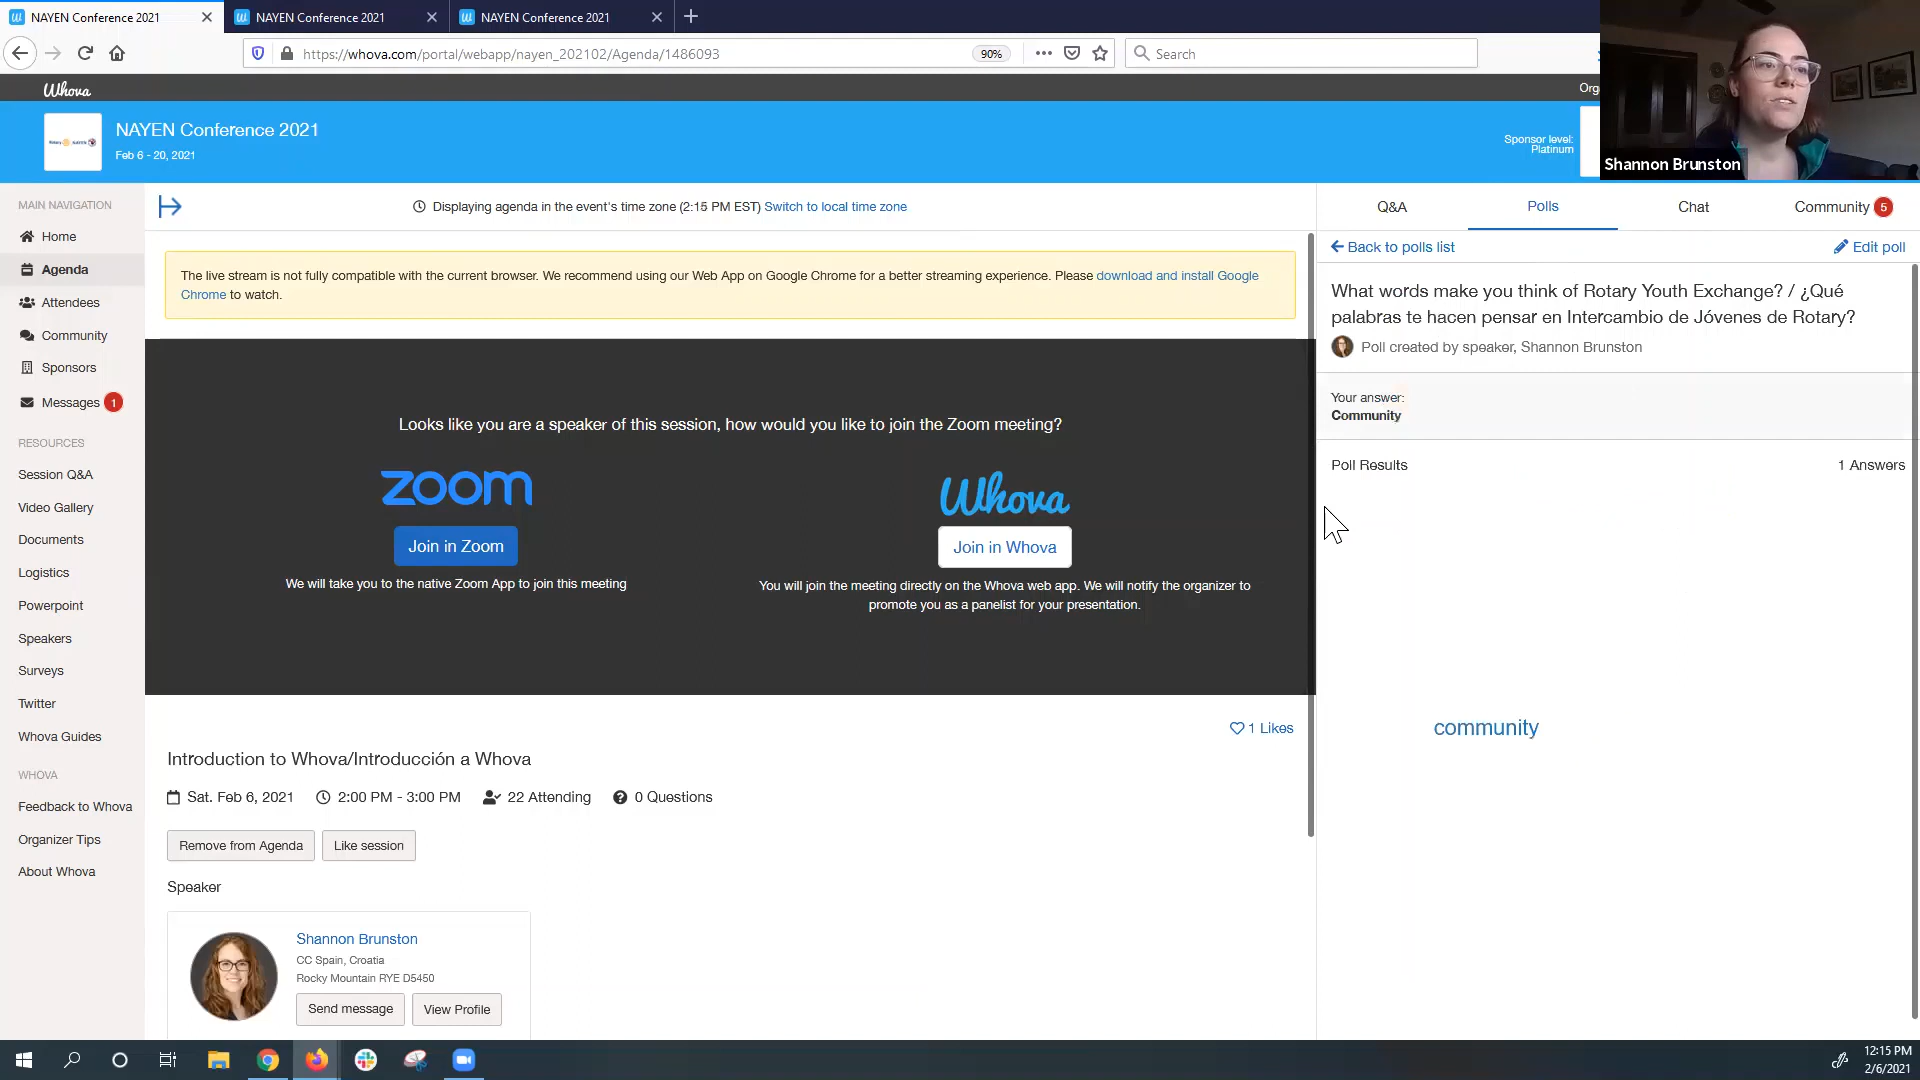 NAYEN Conference 2021
NAYEN Conference 2021
NAYEN Conference 2021
https://whova.com/portal/webapp/nayen_202102/Agenda/1486093
90%
Search
Whova
Org
NAYEN Conference 2021
Feb 6 - 20, 2021
Sponsor level:
Platinum
Shannon Brunston
MAIN NAVIGATION
Home
Agenda
Attendees
Community
Sponsors
Messages 1
RESOURCES
Session Q&A
Video Gallery
Documents
Logistics
Powerpoint
Speakers
Surveys
Twitter
Whova Guides
WHOVA
Feedback to Whova
Organizer Tips
About Whova
Displaying agenda in the event's time zone (2:15 PM EST) Switch to local time zone
The live stream is not fully compatible with the current browser. We recommend using our Web App on Google Chrome for a better streaming experience. Please download and install Google
Chrome to watch.
Looks like you are a speaker of this session, how would you like to join the Zoom meeting?
zoom
Join in Zoom
We will take you to the native Zoom App to join this meeting
Whova
Join in Whova
You will join the meeting directly on the Whova web app. We will notify the organizer to
promote you as a panelist for your presentation.
1 Likes
Introduction to Whova/Introducción a Whova
Sat. Feb 6, 2021 2:00 PM - 3:00 PM 22 Attending 0 Questions
Remove from Agenda Like session
Speaker
Shannon Brunston
CC Spain, Croatia
Rocky Mountain RYE D5450
Send message View Profile
Q&A Polls Chat Community 5
Back to polls list Edit poll
What words make you think of Rotary Youth Exchange? / ¿Qué
palabras te hacen pensar en Intercambio de Jóvenes de Rotary?
Poll created by speaker, Shannon Brunston
Your answer:
Community
Poll Results 1 Answers
community
12:15 PM
2/6/2021